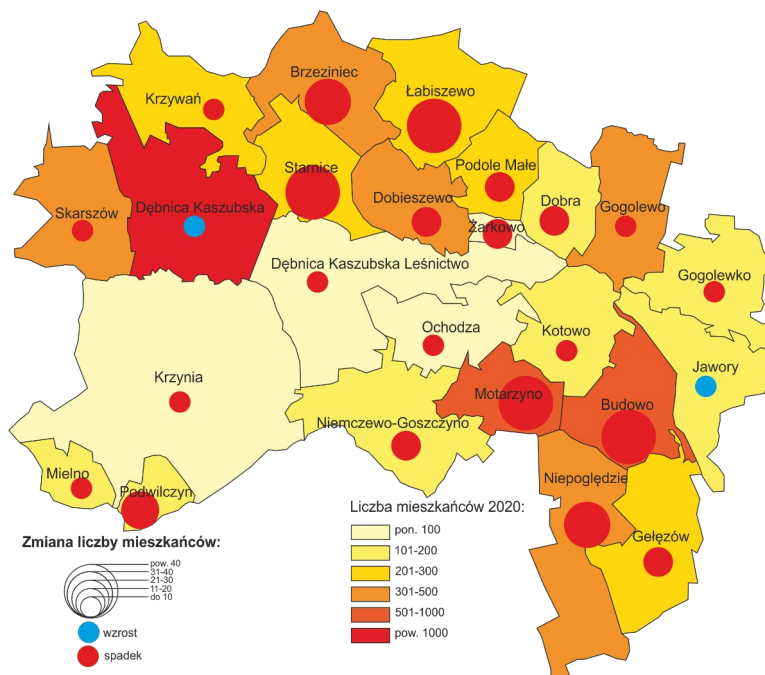 Brzeziniec
Łabiszewo
Krzywań
Starnice
Podole Małe
Dobieszewo
Dobra
Gogolewo
Skarszów
Dębnica Kaszubska
Żarkowo
Dębnica Kaszubska Leśnictwo
Gogolewko
Ochodza
Kotowo
Jawory
Krzynia
Motarzyno
Budowo
Niemczewo-Goszczyno
Mielno
Podwilczyn
Niepoględzie
Gełęzów
Zmiana liczby mieszkańców:
pow. 40
31-40
21-30
11-20
do 10
wzrost
spadek
Liczba mieszkańców 2020:
pon. 100
101-200
201-300
301-500
501-1000
pow. 1000